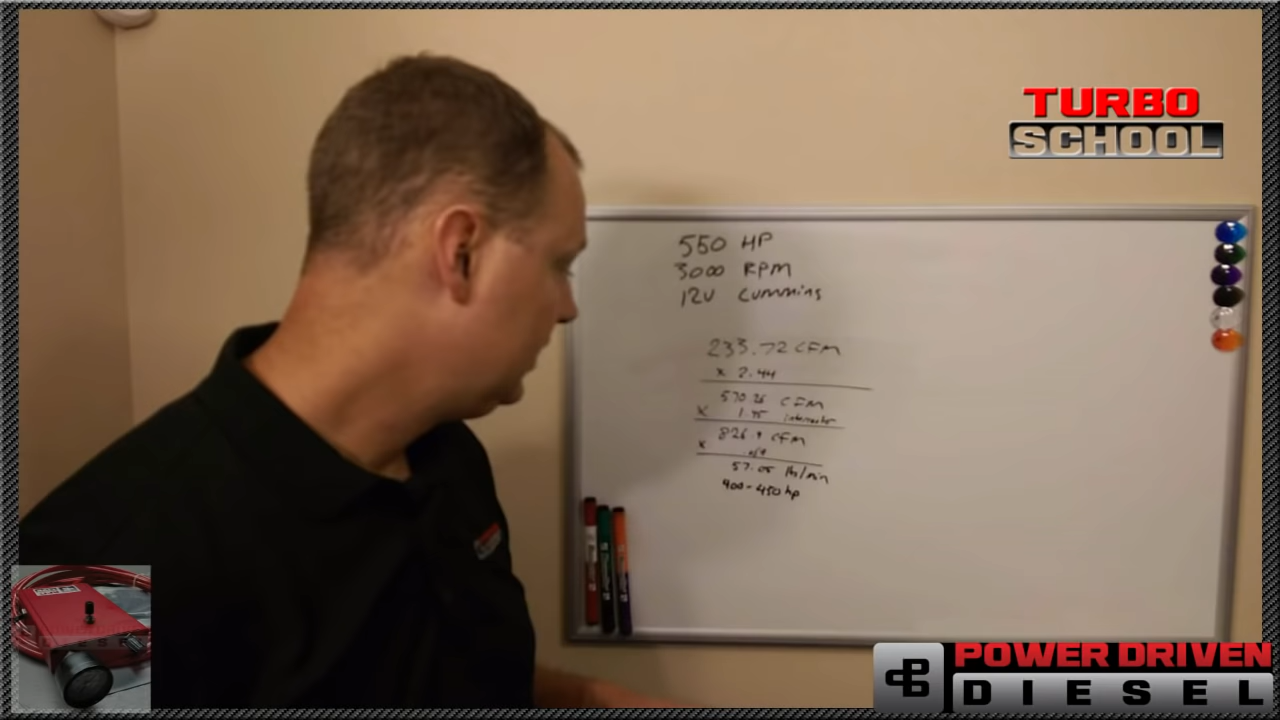 TURBO
SCHOOL
550 HP
3000 RPM
12V Cummins
233.72 CFM
x 2.44
570.26 CFM
x 1.45 intercooler
826.9 CFM
x .069
57.05 lbs/min
400-450 hp
POWER DRIVEN
DIESEL